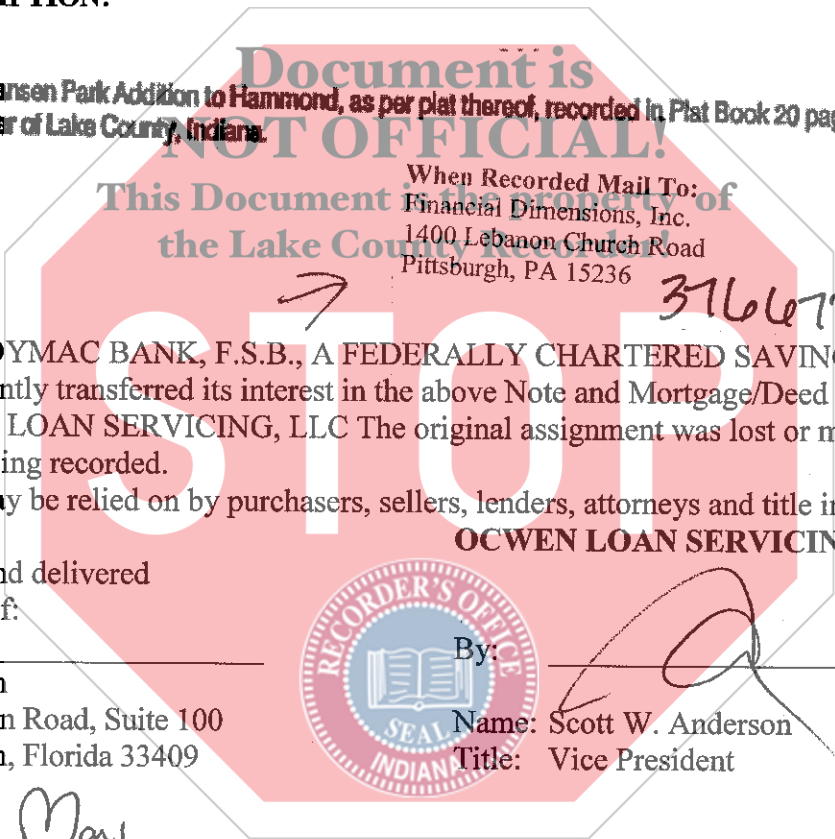 Document is
nsen Park Addition to Hammond, as per plat thereof, recorded in Plat Book 20
of Lake County, Indiana.
NOT OFFICIAL!
When Recorded Mail To:
This Document is the property of
Financial Dimensions, Inc.
1400 Lebanon Church Road
the Lake County Recorder!
Pittsburgh, PA 15236
37667
YMAC BANK, F.S.B., A FEDERALLY CHARTERED SAVIN
ntly transferred its interest in the above Note and Mortgage/Deed
LOAN SERVICING, LLC The original assignment was lost or m
ing recorded.
y be relied on by purchasers, sellers, lenders, attorneys and title in
STOP
OCWEN LOAN SERVICIN
d delivered
f:
RECORDER'S OFFICE
SEAL
INDIANA
By:
n Road, Suite 100
Name: Scott W. Anderson
, Florida 33409
Title: Vice President